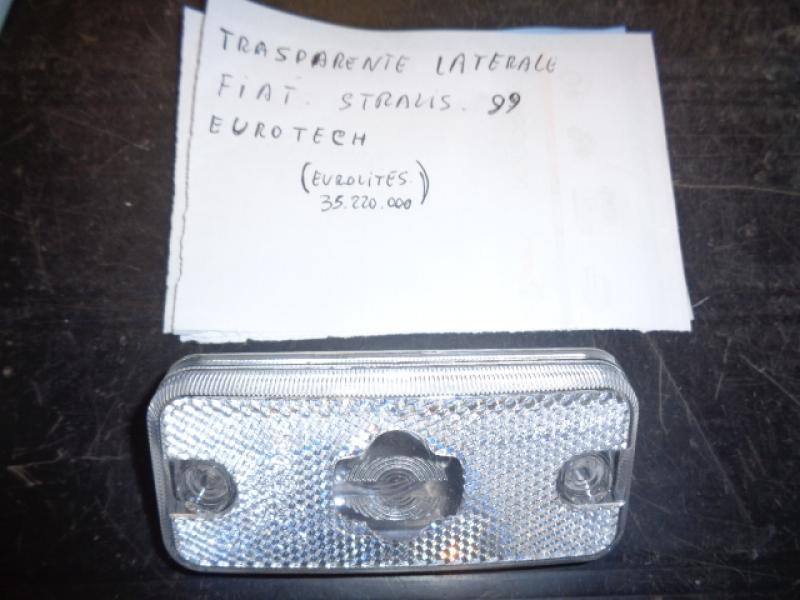 TRASPARENTE LATERALE
FIAT. STRALIS. 99
EUROTECH
(EUROLITES.)
35.220.000